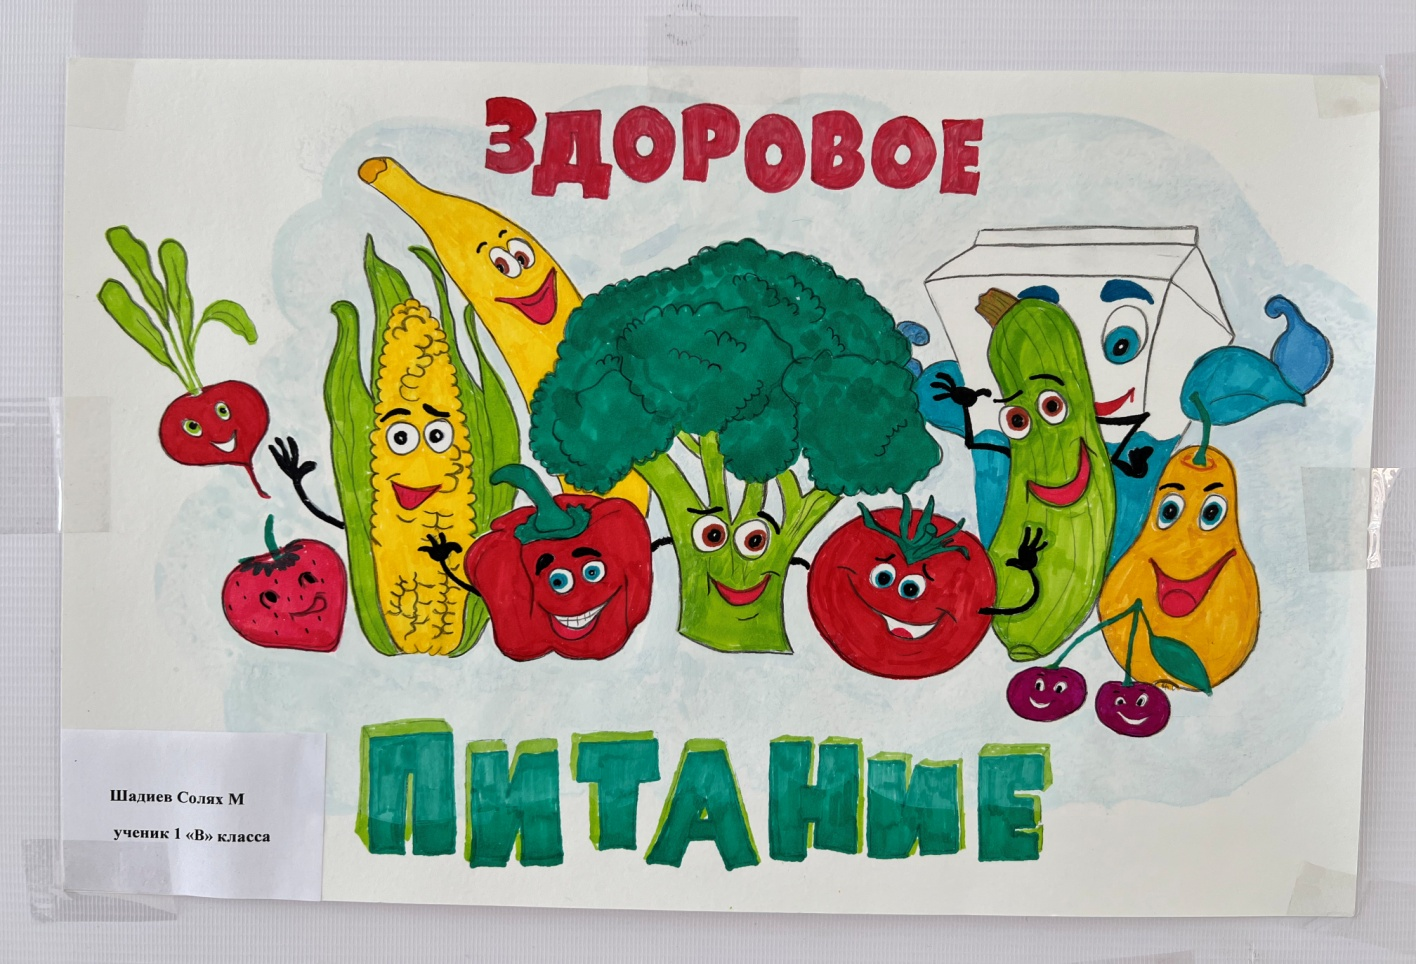 ЗДОРОВОЕ
ПИТАНИЕ
Шадиев Солях М
ученик 1 «В» класса